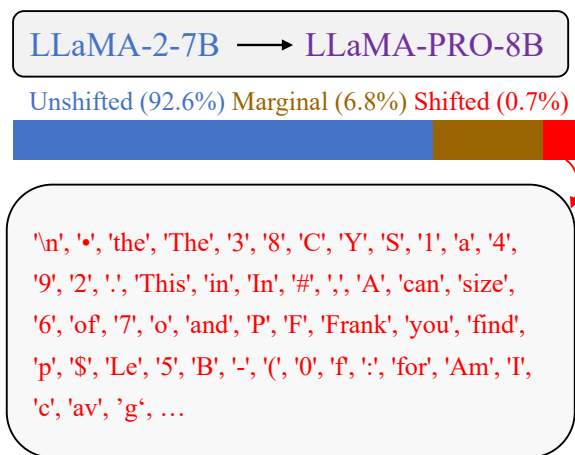 LLaMA-2-7B → LLaMA-PRO-8B
Unshifted (92.6%) Marginal (6.8%) Shifted (0.7%)
'\n', '•', 'the', 'The', '3', '8', 'C', 'Y', 'S', '1', 'a', '4',
'9', '2', '.', 'This', 'in', 'In', '#', ',', 'A', 'can', 'size',
'6', 'of', '7', 'o', 'and', 'P', 'F', 'Frank', 'you', 'find',
'p', '$', 'Le', '5', 'B', '-', '(', '0', 'f', ':', 'for', 'Am', 'I',
'c', 'av', ’g‘, …